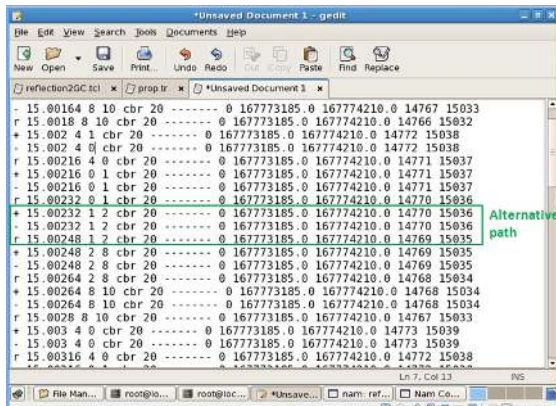 *Unsaved Document 1 - gedit
File Edit View Search Tools Documents Help
New Open Save Print... Undo Redo Cut Copy Paste Find Replace
reflection2GC.tcl × prop.tr × *Unsaved Document 1 ×
- 15.00164 8 10 cbr 20 ------- 0 167773185.0 167774210.0 14767 15033
r 15.0018 8 10 cbr 20 ------- 0 167773185.0 167774210.0 14766 15032
+ 15.002 4 1 cbr 20 ------- 0 167773185.0 167774210.0 14772 15038
- 15.002 4 0 cbr 20 ------- 0 167773185.0 167774210.0 14772 15038
r 15.00216 4 0 cbr 20 ------- 0 167773185.0 167774210.0 14771 15037
+ 15.00216 0 1 cbr 20 ------- 0 167773185.0 167774210.0 14771 15037
- 15.00216 0 1 cbr 20 ------- 0 167773185.0 167774210.0 14771 15037
r 15.00232 0 1 cbr 20 ------- 0 167773185.0 167774210.0 14770 15036
+ 15.00232 1 2 cbr 20 ------- 0 167773185.0 167774210.0 14770 15036
- 15.00232 1 2 cbr 20 ------- 0 167773185.0 167774210.0 14770 15036
r 15.00248 1 2 cbr 20 ------- 0 167773185.0 167774210.0 14769 15035
Alternative
path
+ 15.00248 2 8 cbr 20 ------- 0 167773185.0 167774210.0 14769 15035
- 15.00248 2 8 cbr 20 ------- 0 167773185.0 167774210.0 14769 15035
r 15.00264 2 8 cbr 20 ------- 0 167773185.0 167774210.0 14768 15034
+ 15.00264 8 10 cbr 20 ------- 0 167773185.0 167774210.0 14768 15034
- 15.00264 8 10 cbr 20 ------- 0 167773185.0 167774210.0 14768 15034
r 15.0028 8 10 cbr 20 ------- 0 167773185.0 167774210.0 14767 15033
+ 15.003 4 0 cbr 20 ------- 0 167773185.0 167774210.0 14773 15039
- 15.003 4 0 cbr 20 ------- 0 167773185.0 167774210.0 14773 15039
r 15.00316 4 0 cbr 20 ------- 0 167773185.0 167774210.0 14772 15038
Ln 7, Col 13 INS
File Man... root@lo... root@loc... *Unsave... nam: ref... Nam Co...